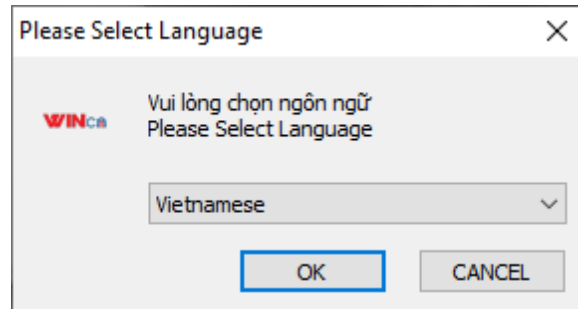 Please Select Language
WINCA
Vui lòng chọn ngôn ngữ
Please Select Language
Vietnamese
OK
CANCEL